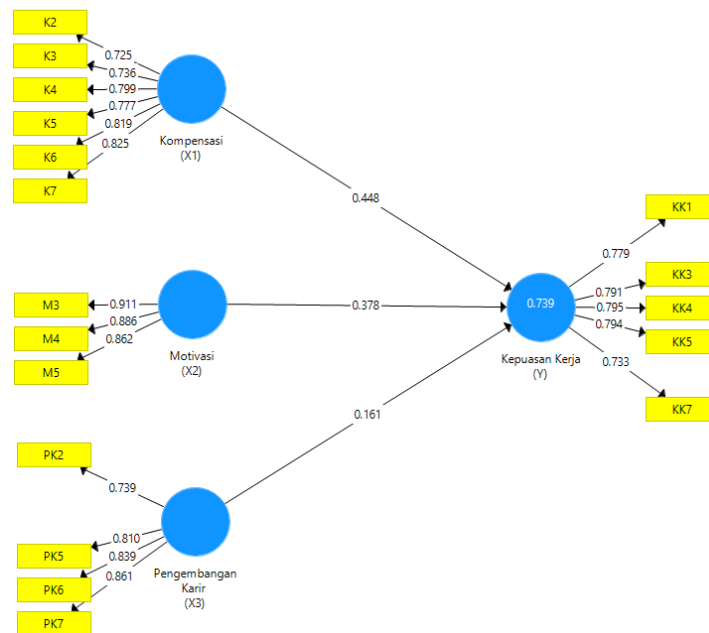 K2
K3
K4
K5
K6
K7
0.725
0.736
0.799
0.777
0.819
0.825
Kompensasi
(X1)
0.448
M3
M4
M5
0.911
0.886
0.862
Motivasi
(X2)
0.378
PK2
PK5
PK6
PK7
0.739
0.810
0.839
0.861
Pengembangan
Karir
(X3)
0.161
0.739
Kepuasan Kerja
(Y)
0.779
0.791
0.795
0.794
0.733
KK1
KK3
KK4
KK5
KK7